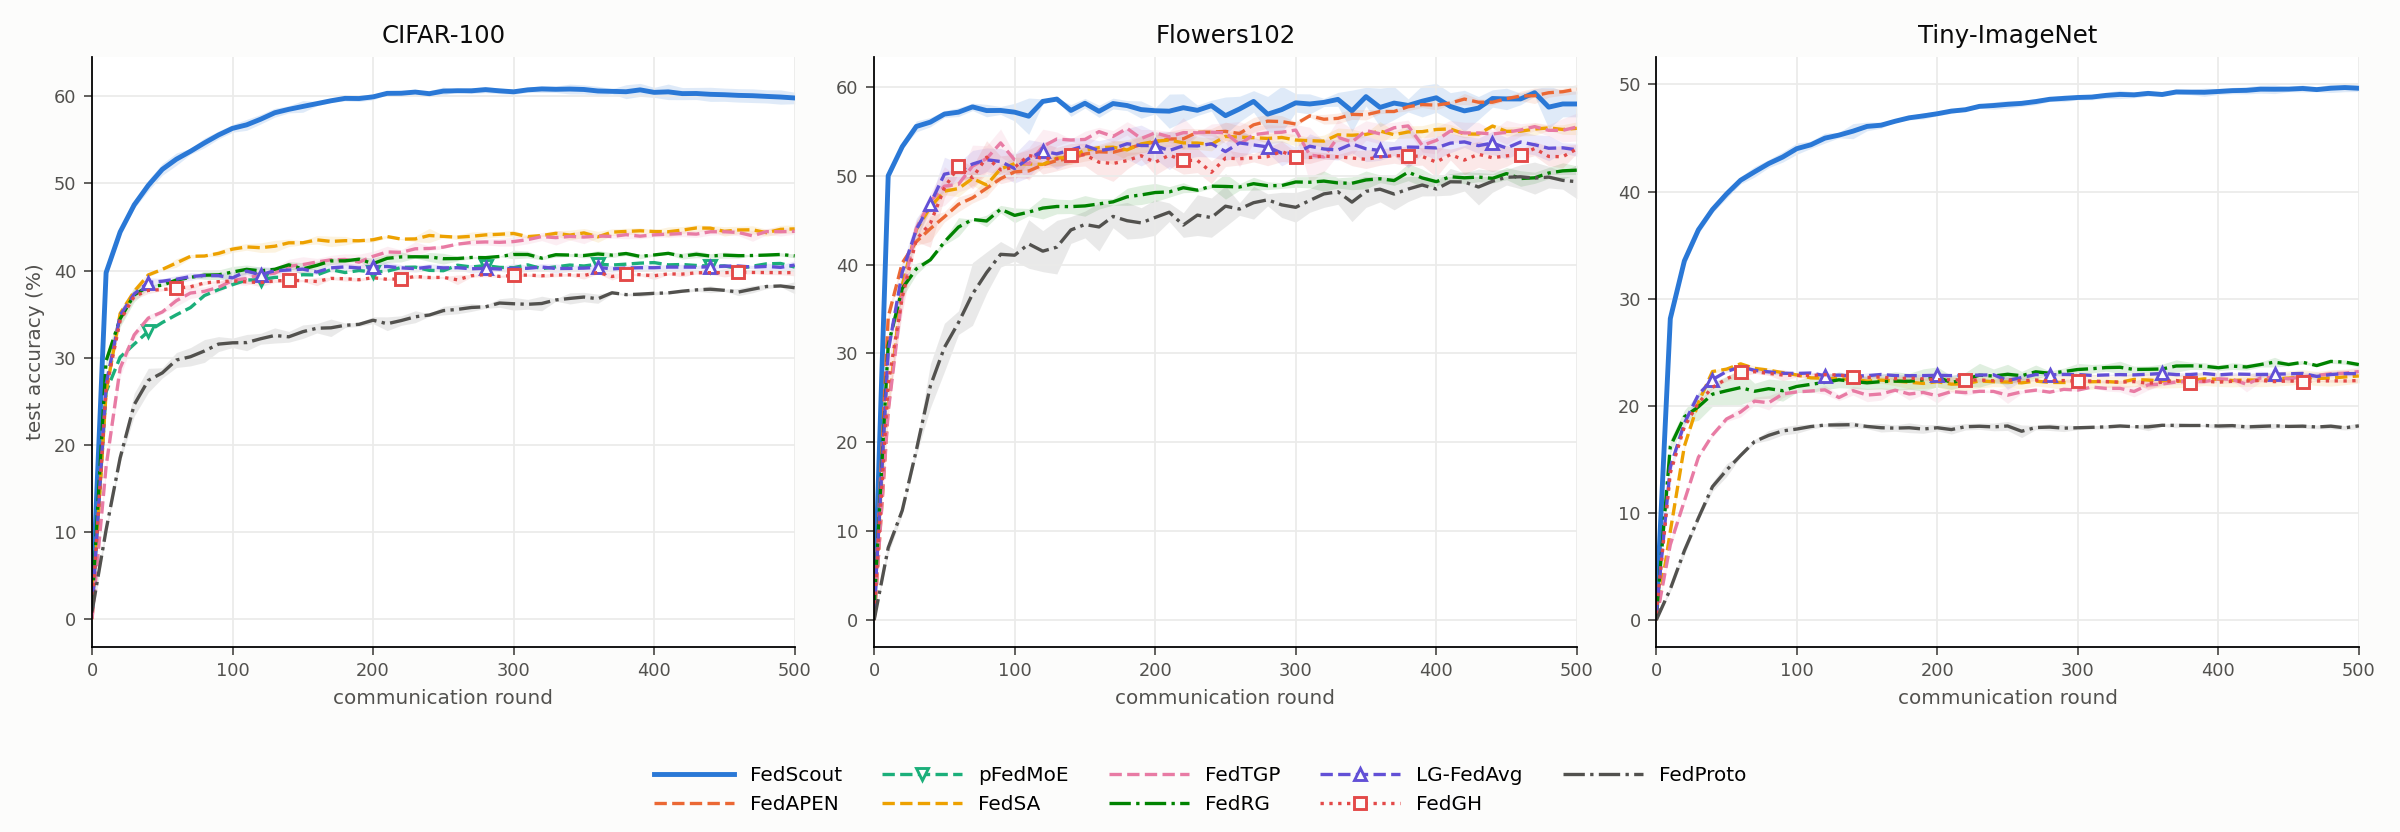 CIFAR-100 Flowers102 Tiny-ImageNet
test accuracy (%)
60
50
40
30
20
10
0
0 100 200 300 400 500
communication round
60
50
40
30
20
10
0
0 100 200 300 400 500
communication round
50
40
30
20
10
0
0 100 200 300 400 500
communication round
FedScout pFedMoE FedTGP LG-FedAvg FedProto
FedAPEN FedSA FedRG FedGH